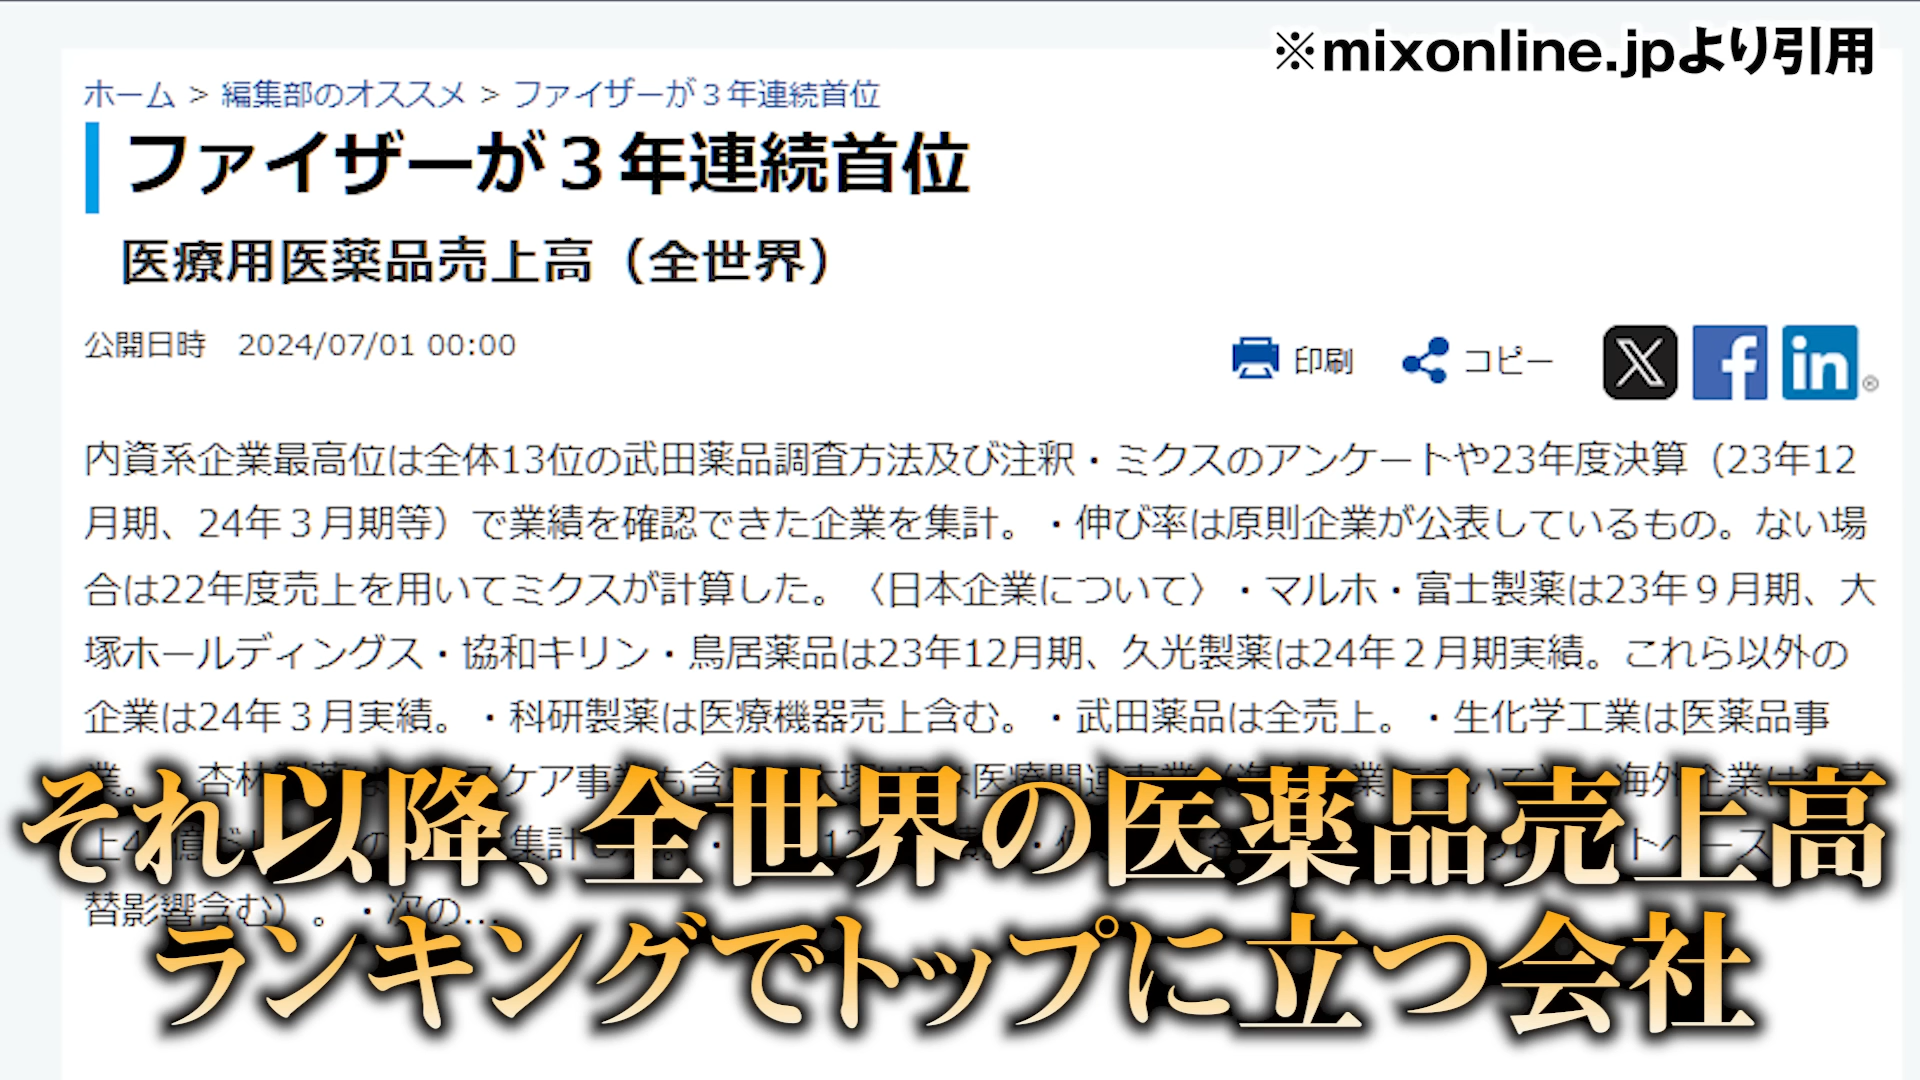 ※mixonline.jpより引用
ホーム > 編集部のオススメ > ファイザーが３年連続首位
ファイザーが３年連続首位
医療用医薬品売上高（全世界）
公開日時 2024/07/01 00:00
印刷 コピー
内資系企業最高位は全体13位の武田薬品調査方法及び注釈・ミクスのアンケートや23年度決算（23年12
月期、24年３月期等）で業績を確認できた企業を集計。・伸び率は原則企業が公表しているもの。ない場
合は22年度売上を用いてミクスが計算した。〈日本企業について〉・マルホ・富士製薬は23年９月期、大
塚ホールディングス・協和キリン・鳥居薬品は23年12月期、久光製薬は24年２月期実績。これら以外の
企業は24年３月実績。・科研製薬は医療機器売上含む。・武田薬品は全売上。・生化学工業は医薬品事
業。
替影響含む）。・次の...
それ以降、全世界の医薬品売上高
ランキングでトップに立つ会社